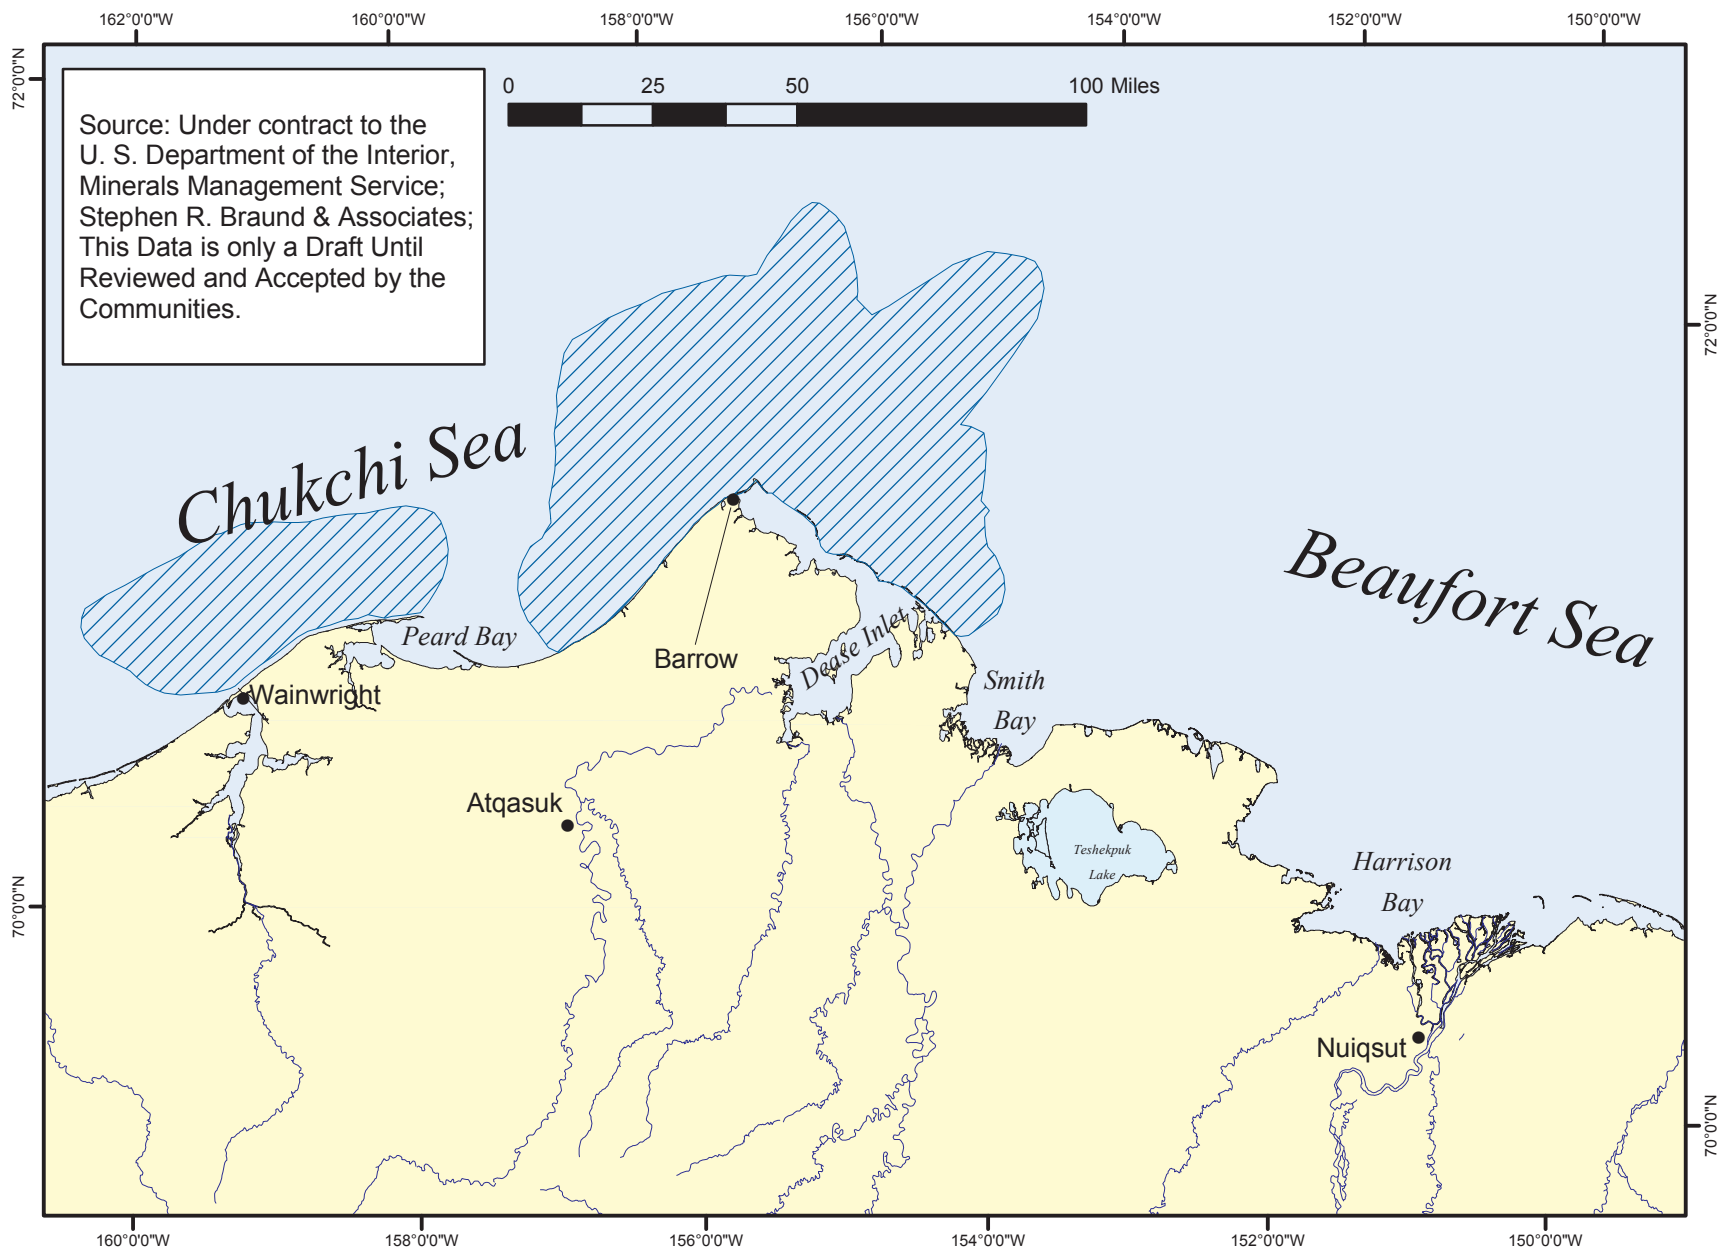 162°0'0"W 160°0'0"W 158°0'0"W 156°0'0"W 154°0'0"W 152°0'0"W 150°0'0"W
72°0'0"N
0 25 50 100 Miles
Source: Under contract to the
U. S. Department of the Interior,
Minerals Management Service;
Stephen R. Braund & Associates;
This Data is only a Draft Until
Reviewed and Accepted by the
Communities.
72°0'0"N
Chukchi Sea
Beaufort Sea
Peard Bay
Barrow
Dease Inlet
Smith
Bay
Wainwright
Atqasuk
Teshekpuk
Lake
Harrison
Bay
70°0'0"N
Nuiqsut
70°0'0"N
160°0'0"W 158°0'0"W 156°0'0"W 154°0'0"W 152°0'0"W 150°0'0"W